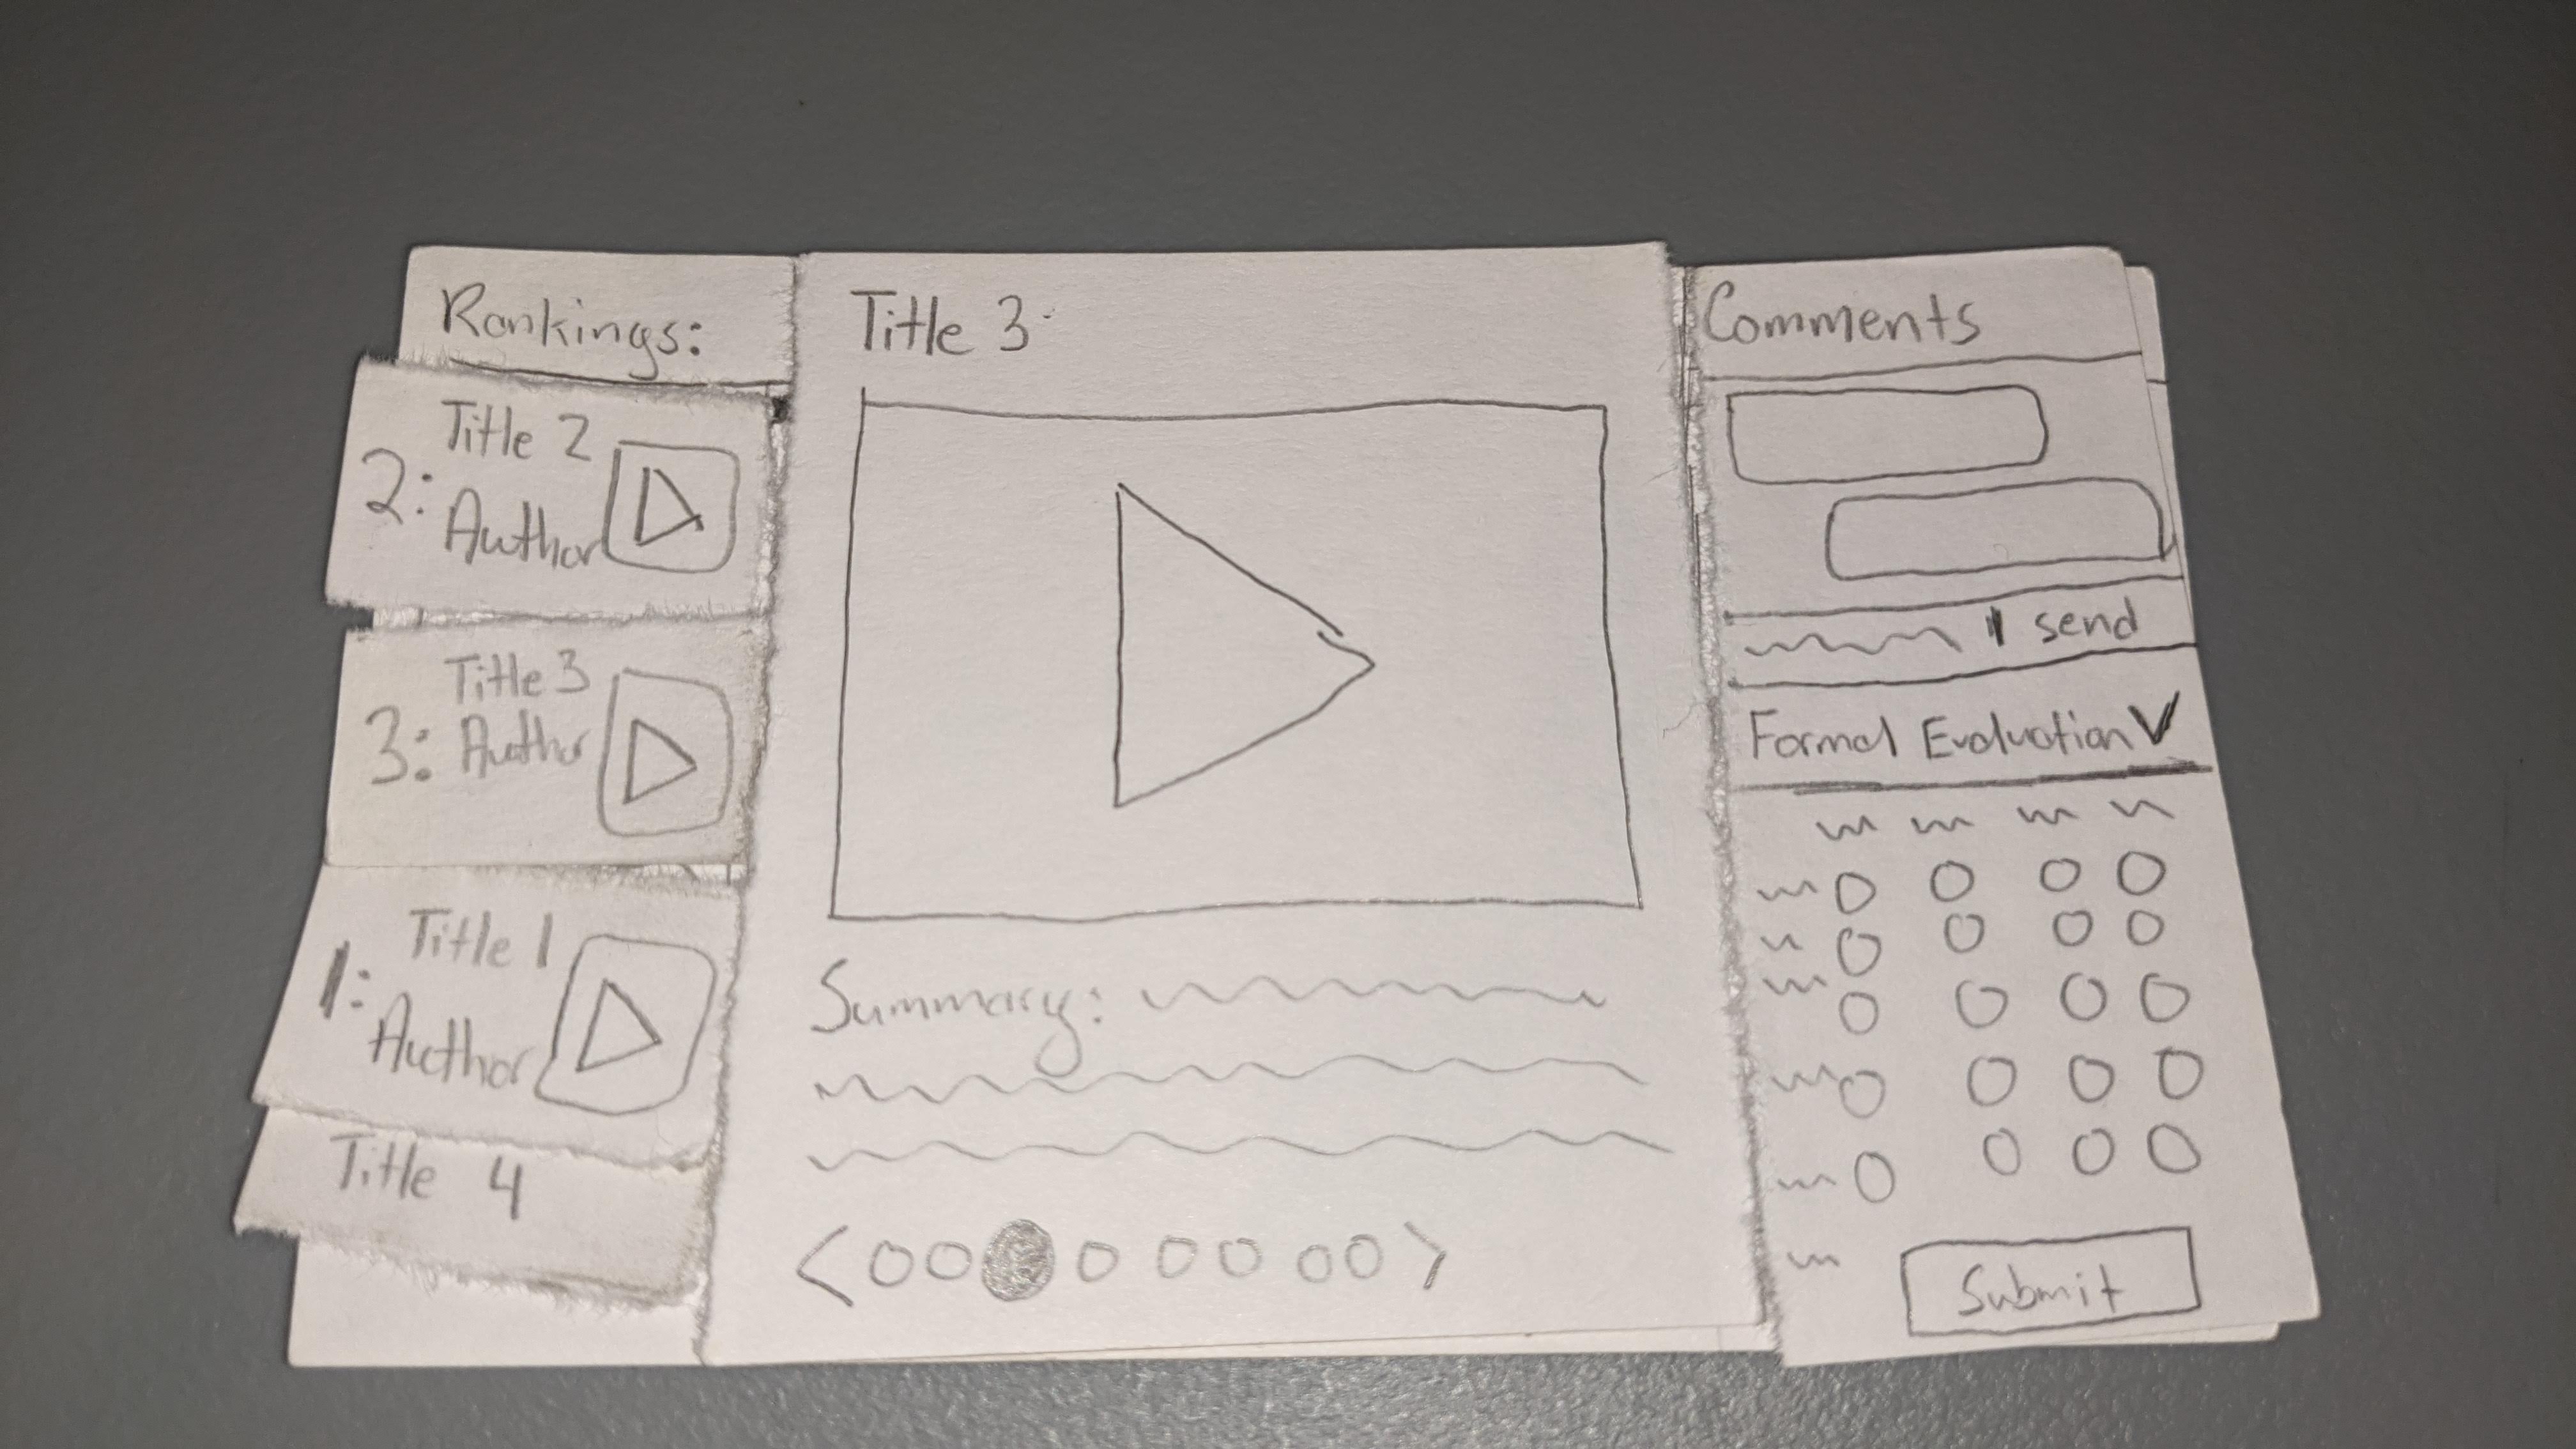 Rankings:
Title 2
2:
Author
Title 3
3:
Author
Title 1
1:
Author
Title 4
Title 3
Summary:
<
>
Comments
send
Formal Evaluation
Submit